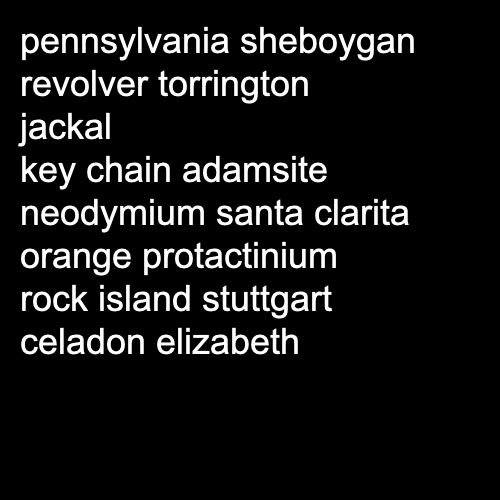 pennsylvania sheboygan
revolver torrington
jackal
key chain adamsite
neodymium santa clarita
orange protactinium
rock island stuttgart
celadon elizabeth